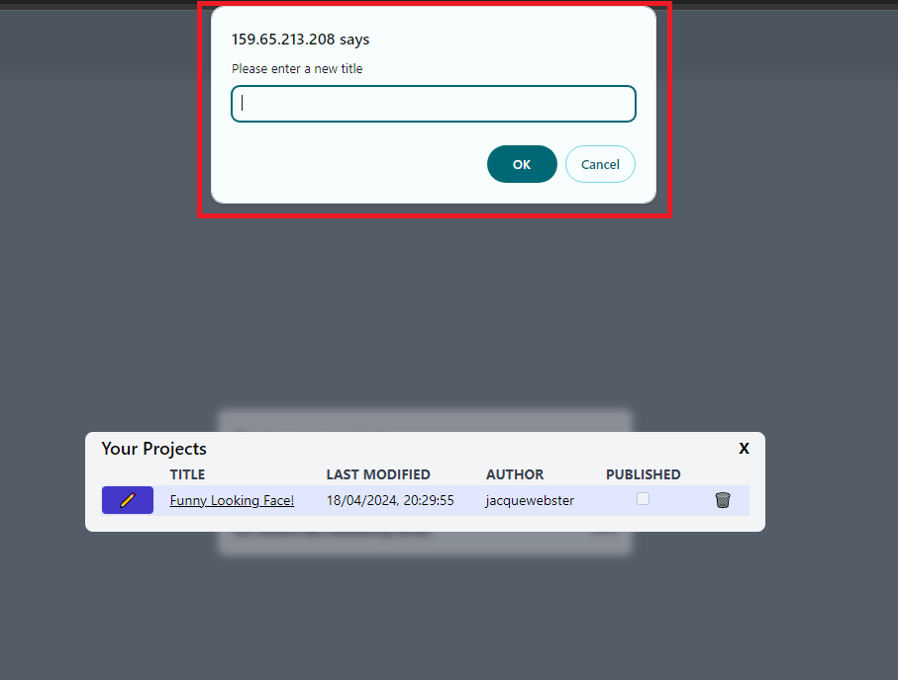 159.65.213.208 says
Please enter a new title
OK Cancel
Your Projects X
TITLE LAST MODIFIED AUTHOR PUBLISHED
Funny Looking Face! 18/04/2024, 20:29:55 jacquewebster